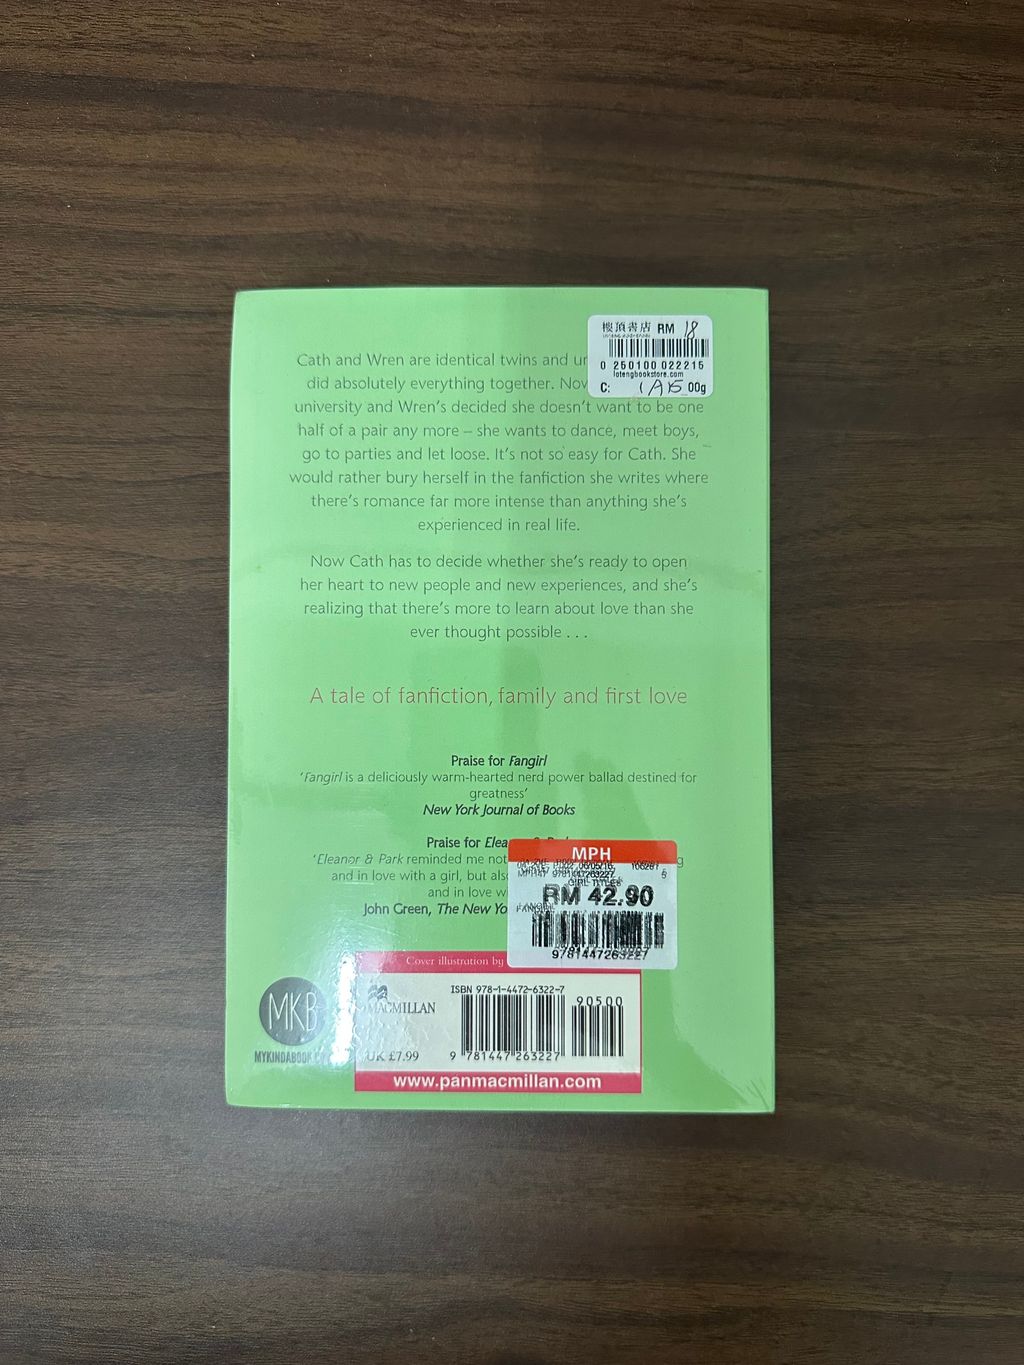 樓頂書店 RM 18
0 250100 022215
lotengbookstore.com
C: 00g
Cath and Wren are identical twins and
did absolutely everything together.
university and Wren's decided she doesn't want to be one
half of a pair any more – she wants to dance, meet boys,
go to parties and let loose. It's not so easy for Cath. She
would rather bury herself in the fanfiction she writes where
there's romance far more intense than anything she's
experienced in real life.
Now Cath has to decide whether she's ready to open
her heart to new people and new experiences, and she's
realizing that there's more to learn about love than she
ever thought possible . . .
A tale of fanfiction, family and first love
Praise for Fangirl
'Fangirl is a deliciously warm-hearted nerd power ballad destined for
greatness'
New York Journal of Books
Praise for
'Eleanor & Park reminded me not
and in love with a girl, but
and in love
John Green, The New
MPH
RM 42.90
9781447263227
Cover illustration by
ISBN 978-1-4472-6322-7
90500
MACMILLAN
UK £7.99
9 781447 263227
www.panmacmillan.com
MKB